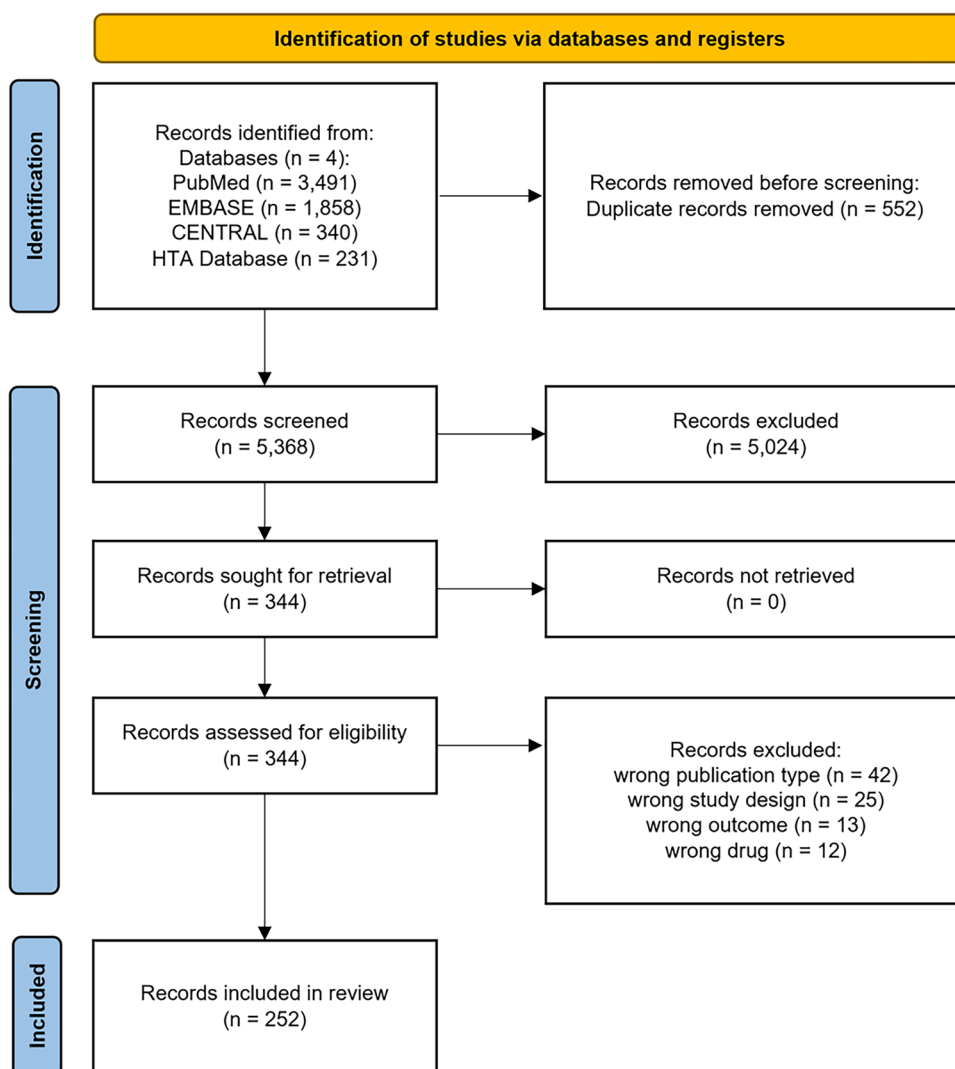 Identification of studies via databases and registers
Identification
Records identified from:
Databases (n = 4):
PubMed (n = 3,491)
EMBASE (n = 1,858)
CENTRAL (n = 340)
HTA Database (n = 231)
Records removed before screening:
Duplicate records removed (n = 552)
Screening
Records screened
(n = 5,368)
Records excluded
(n = 5,024)
Records sought for retrieval
(n = 344)
Records not retrieved
(n = 0)
Records assessed for eligibility
(n = 344)
Records excluded:
wrong publication type (n = 42)
wrong study design (n = 25)
wrong outcome (n = 13)
wrong drug (n = 12)
Included
Records included in review
(n = 252)